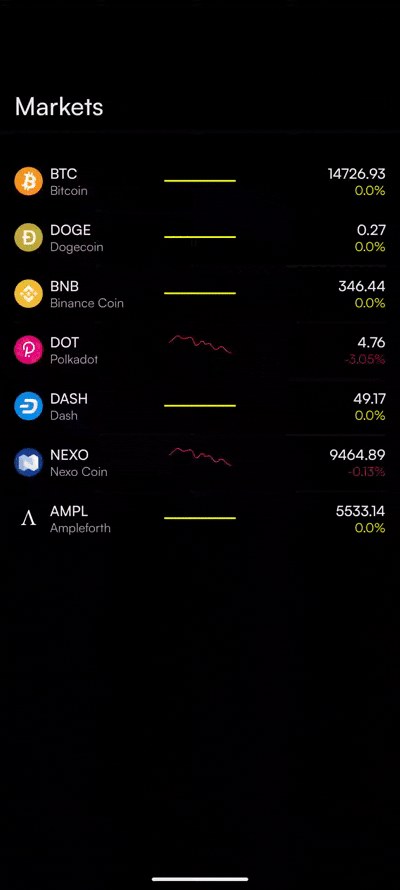 Markets
BTC 14726.93
Bitcoin 0.0%
DOGE 0.27
Dogecoin 0.0%
BNB 346.44
Binance Coin 0.0%
DOT 4.76
Polkadot -3.05%
DASH 49.17
Dash 0.0%
NEXO 9464.89
Nexo Coin -0.13%
AMPL 5533.14
Ampleforth 0.0%